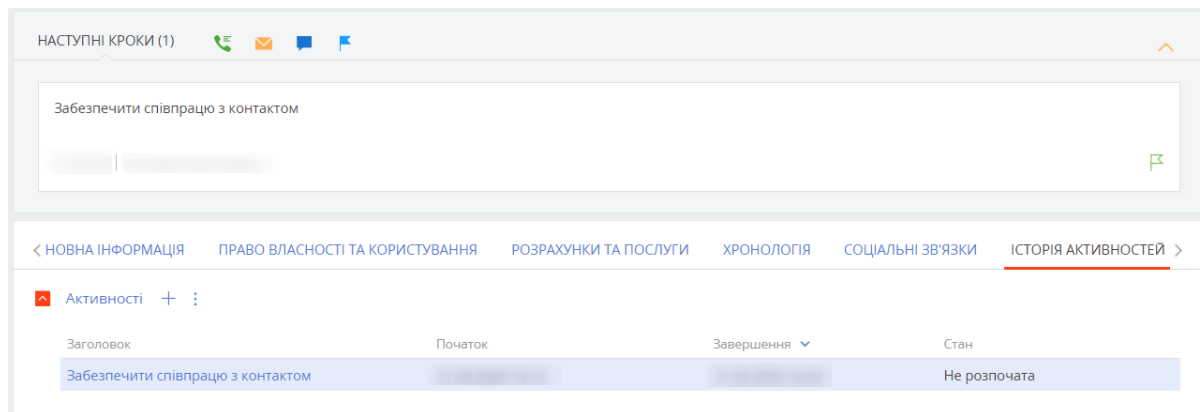 НАСТУПНІ КРОКИ (1)
Забезпечити співпрацю з контактом
НОВНА ІНФОРМАЦІЯ ПРАВО ВЛАСНОСТІ ТА КОРИСТУВАННЯ РОЗРАХУНКИ ТА ПОСЛУГИ ХРОНОЛОГІЯ СОЦІАЛЬНІ ЗВ'ЯЗКИ ІСТОРІЯ АКТИВНОСТЕЙ
Активності
Заголовок Початок Завершення Стан
Забезпечити співпрацю з контактом Не розпочата